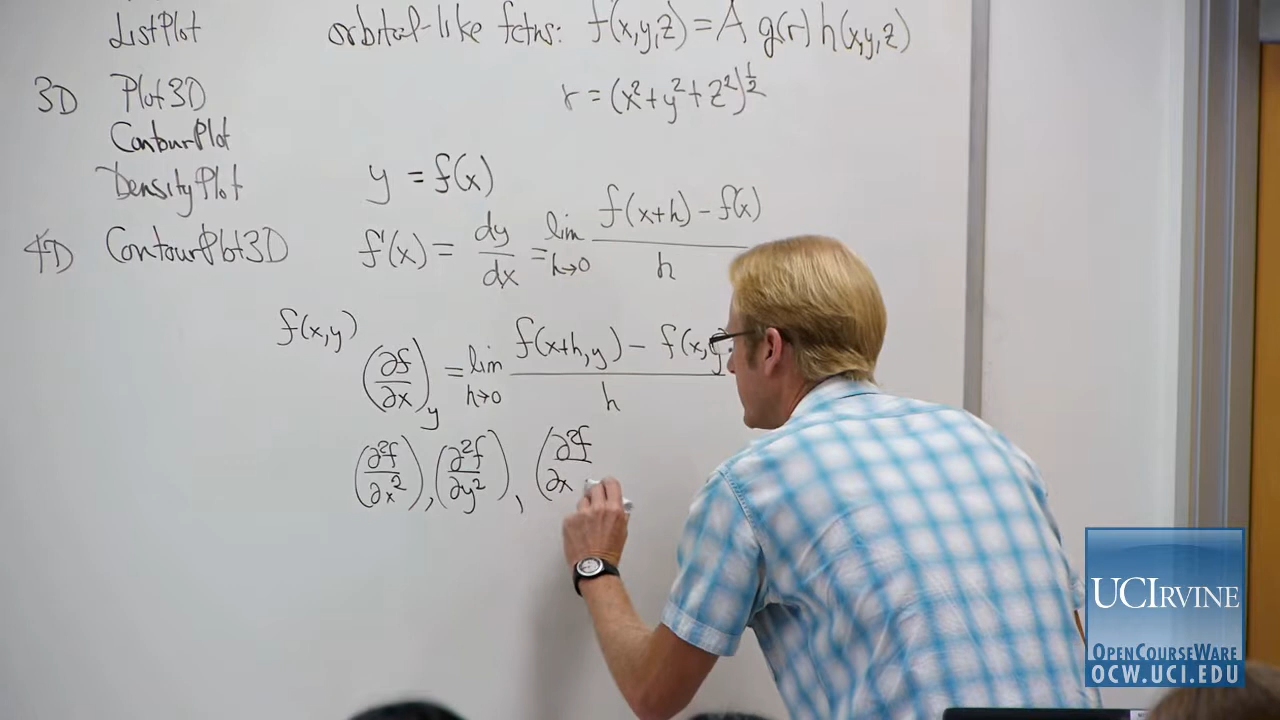 ListPlot
orbital-like fctns: f(x,y,z) = A g(r) h(x,y,z)
3D Plot3D
r = (x²+y²+z²)^½
ContourPlot
DensityPlot
y = f(x)
4D ContourPlot3D
f'(x) = dy/dx = lim h→0 f(x+h) - f(x) / h
f(x,y)
(∂f/∂x)y = lim h→0 f(x+h,y) - f(x,y / h
(∂²f/∂x²), (∂²f/∂y²), (∂²f/∂x
UCIRVINE
OPENCOURSEWARE
OCW.UCI.EDU